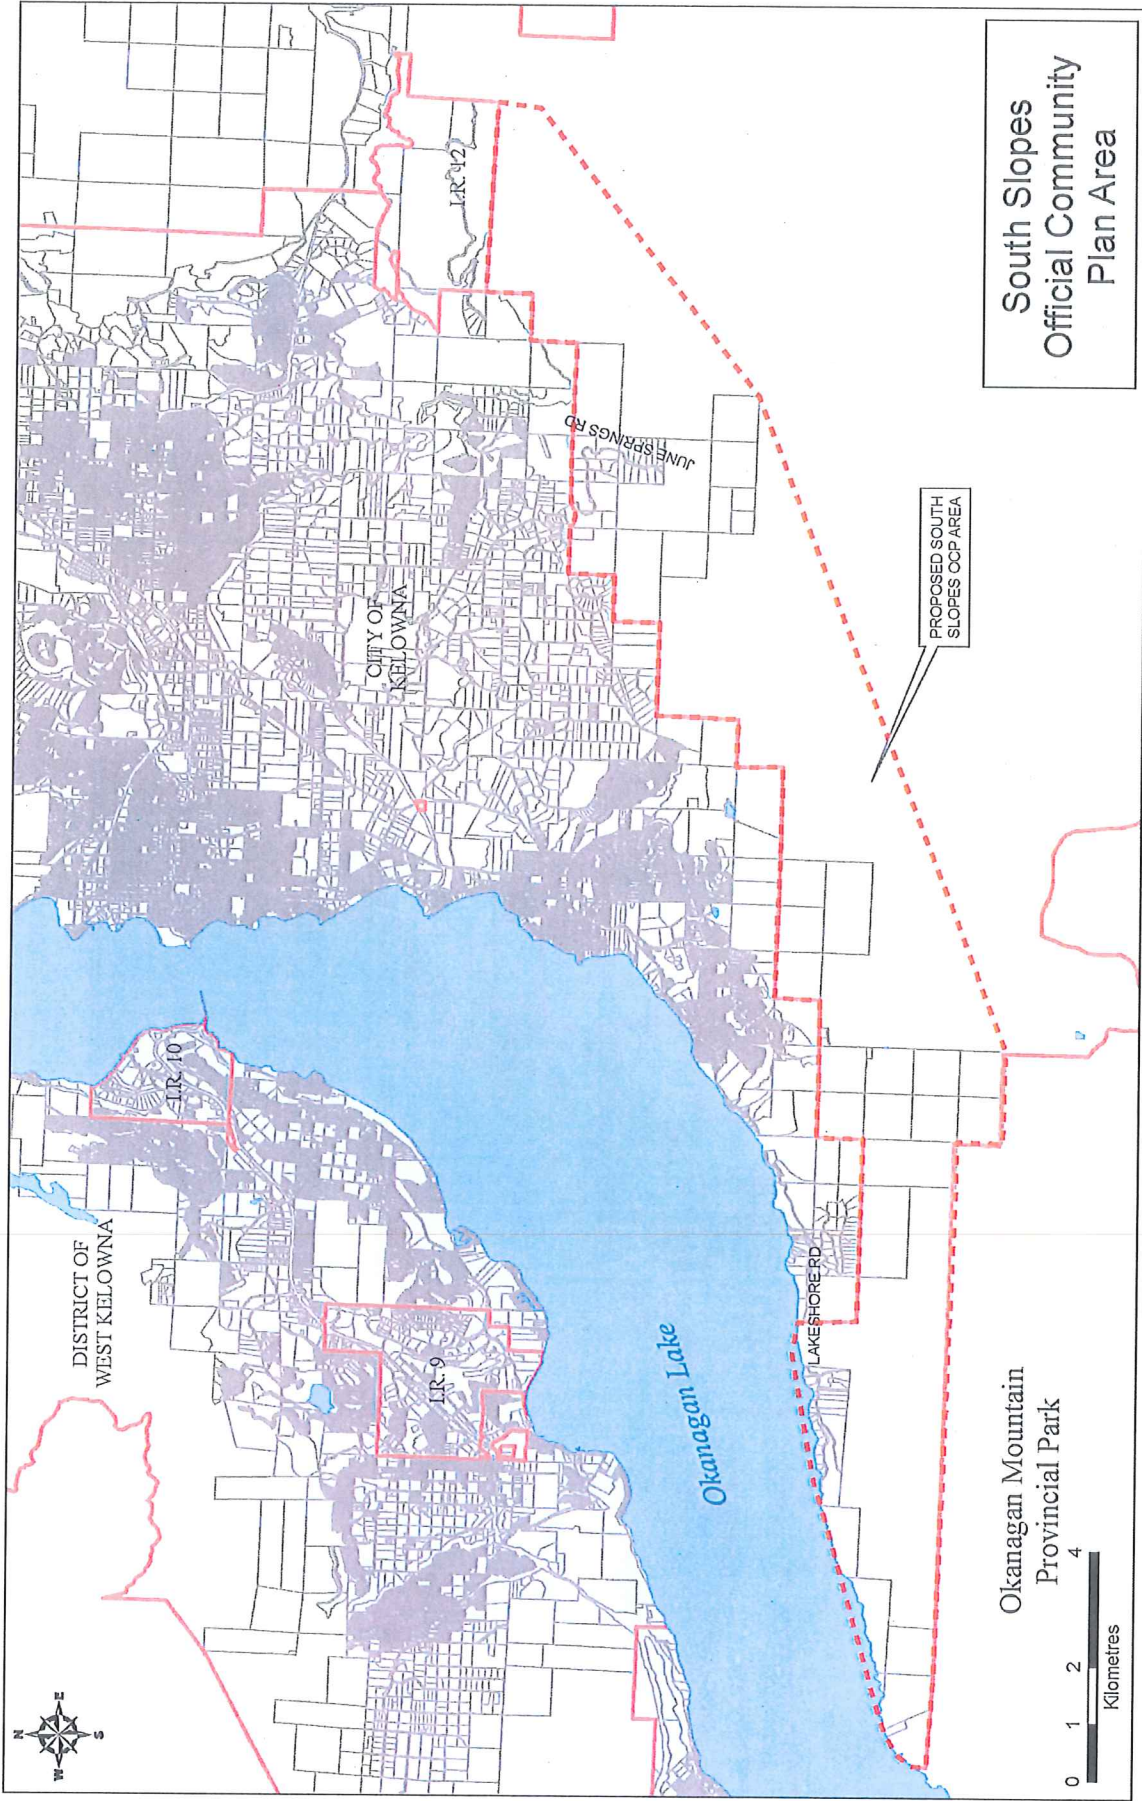 South Slopes
Official Community
Plan Area
I.R. 12
JUNE SPRINGS RD
CITY OF
KELOWNA
PROPOSED SOUTH
SLOPES OCP AREA
I.R. 10
DISTRICT OF
WEST KELOWNA
I.R. 9
Okanagan Lake
LAKESHORE RD
Okanagan Mountain
Provincial Park
N
W
E
S
0 1 2 4
Kilometres